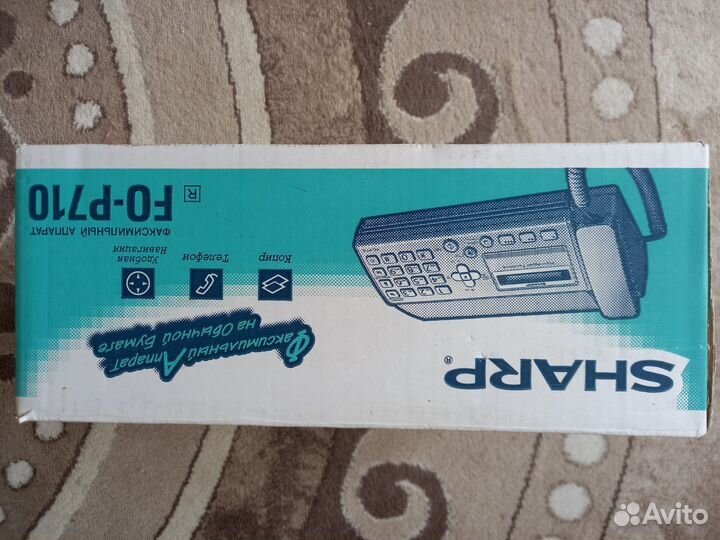 SHARP®
Факсимильный Аппарат
на Обычной Бумаге
Копир
Телефон
Удобная
Навигация
ФАКСИМИЛЬНЫЙ АППАРАТ
FO-P710
R
Avito